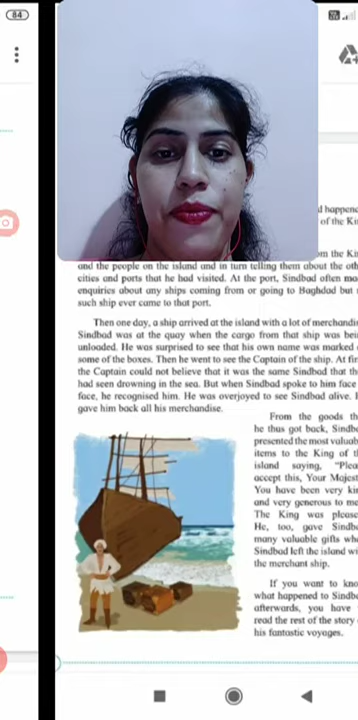 84
d happene
of the Ki
om the Ki
and the people on the island and in turn telling them about the oth
cities and ports that he had visited. At the port, Sindbad often mo
enquiries about any ships coming from or going to Baghdad but
such ship ever came to that port.
Then one day, a ship arrived at the island with a lot of merchandi
Sindbad was at the quay when the cargo from that ship was bei
unloaded. He was surprised to see that his own name was marked
some of the boxes. Then he went to see the Captain of the ship. At fir
the Captain could not believe that it was the same Sindbad that th
had seen drowning in the sea. But when Sindbad spoke to him face
face, he recognised him. He was overjoyed to see Sindbad alive.
gave him back all his merchandise.
From the goods th
he thus got back, Sindb
presented the most valuab
items to the King of t
island saying, “Plea
accept this, Your Majest
You have been very ki
and very generous to me
The King was please
He, too, gave Sindb
many valuable gifts wh
Sindbad left the island wi
the merchant ship.
If you want to kno
what happened to Sindb
afterwards, you have
read the rest of the story
his fantastic voyages.